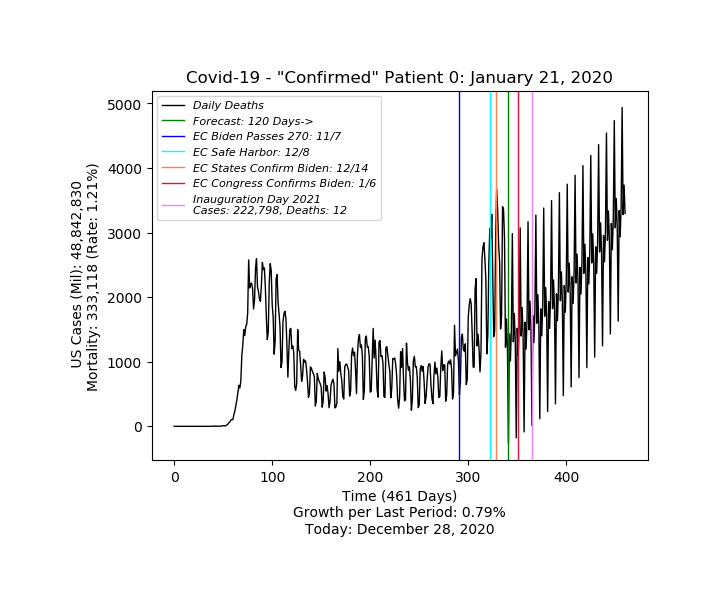 Covid-19 - "Confirmed" Patient 0: January 21, 2020
Daily Deaths
Forecast: 120 Days->
EC Biden Passes 270: 11/7
EC Safe Harbor: 12/8
EC States Confirm Biden: 12/14
EC Congress Confirms Biden: 1/6
Inauguration Day 2021
Cases: 222,798, Deaths: 12
US Cases (Mil): 48,842,830
Mortality: 333,118 (Rate: 1.21%)
5000
4000
3000
2000
1000
0
0 100 200 300 400
Time (461 Days)
Growth per Last Period: 0.79%
Today: December 28, 2020